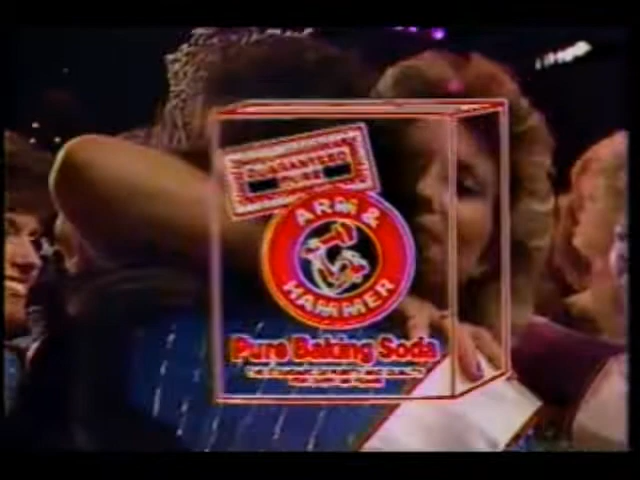 GUARANTEED
PURE
ARM &
HAMMER
Pure Baking Soda